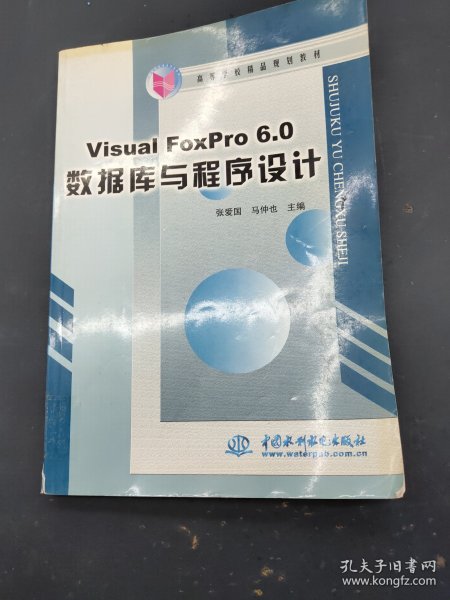 高等学校精品规划教材
Visual FoxPro 6.0
数据库与程序设计
张爱国 马仲也 主编
SHUJUKU YU CHENGXU SHEJI
中国水利水电出版社
www.waterpub.com.cn
孔夫子旧书网
www.kongfz.com